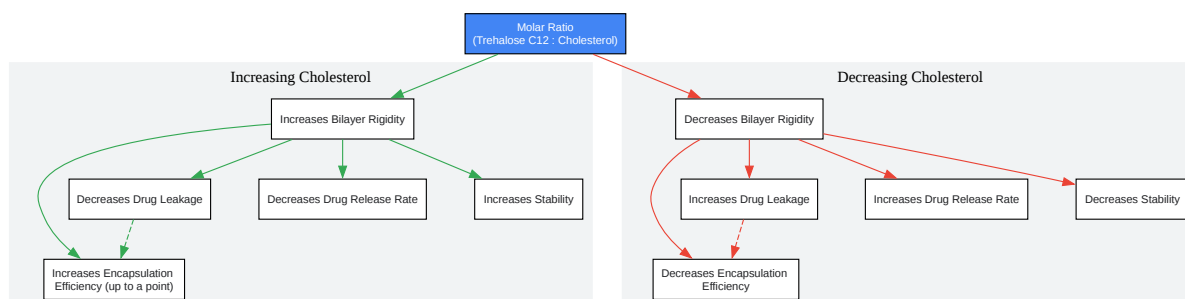 Molar Ratio
(Trehalose C12 : Cholesterol)
Increasing Cholesterol
Increases Bilayer Rigidity
Decreases Drug Leakage
Decreases Drug Release Rate
Increases Stability
Increases Encapsulation
Efficiency (up to a point)
Decreasing Cholesterol
Decreases Bilayer Rigidity
Increases Drug Leakage
Increases Drug Release Rate
Decreases Stability
Decreases Encapsulation
Efficiency